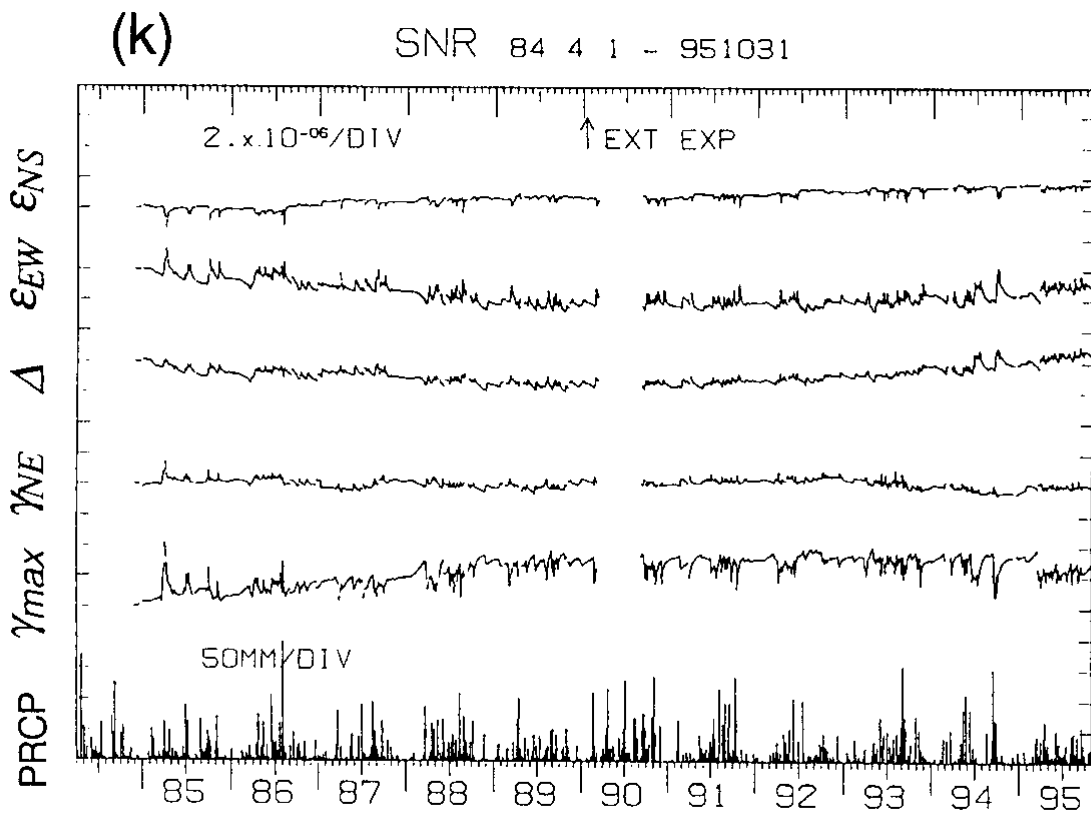 (k) SNR 84 4 1 - 951031
2.x10⁻⁰⁶/DIV
↑ EXT EXP
εNS
εEW
Δ
γNE
γmax
50MM/DIV
PRCP
85 86 87 88 89 90 91 92 93 94 95